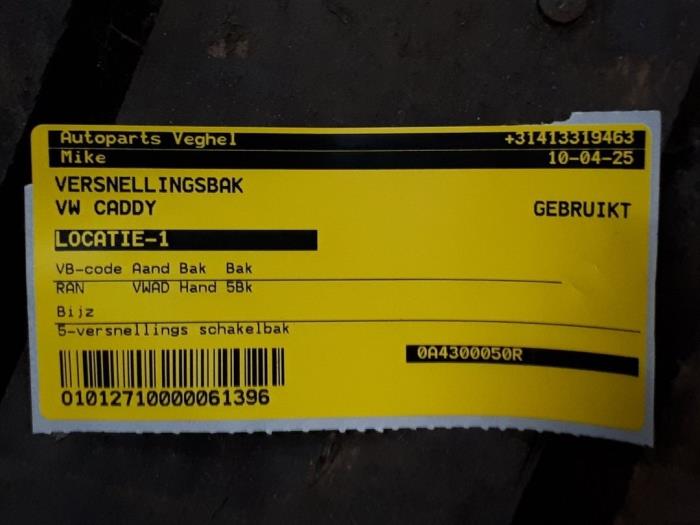 Autoparts Veghel +31413319463
Mike 10-04-25
VERSNELLINGSBAK
VW CADDY GEBRUIKT
LOCATIE-1
VB-code Aand Bak Bak
RAN VWAD Hand 5Bk
Bijz
5-versnellings schakelbak
0A4300050R
01012710000061396